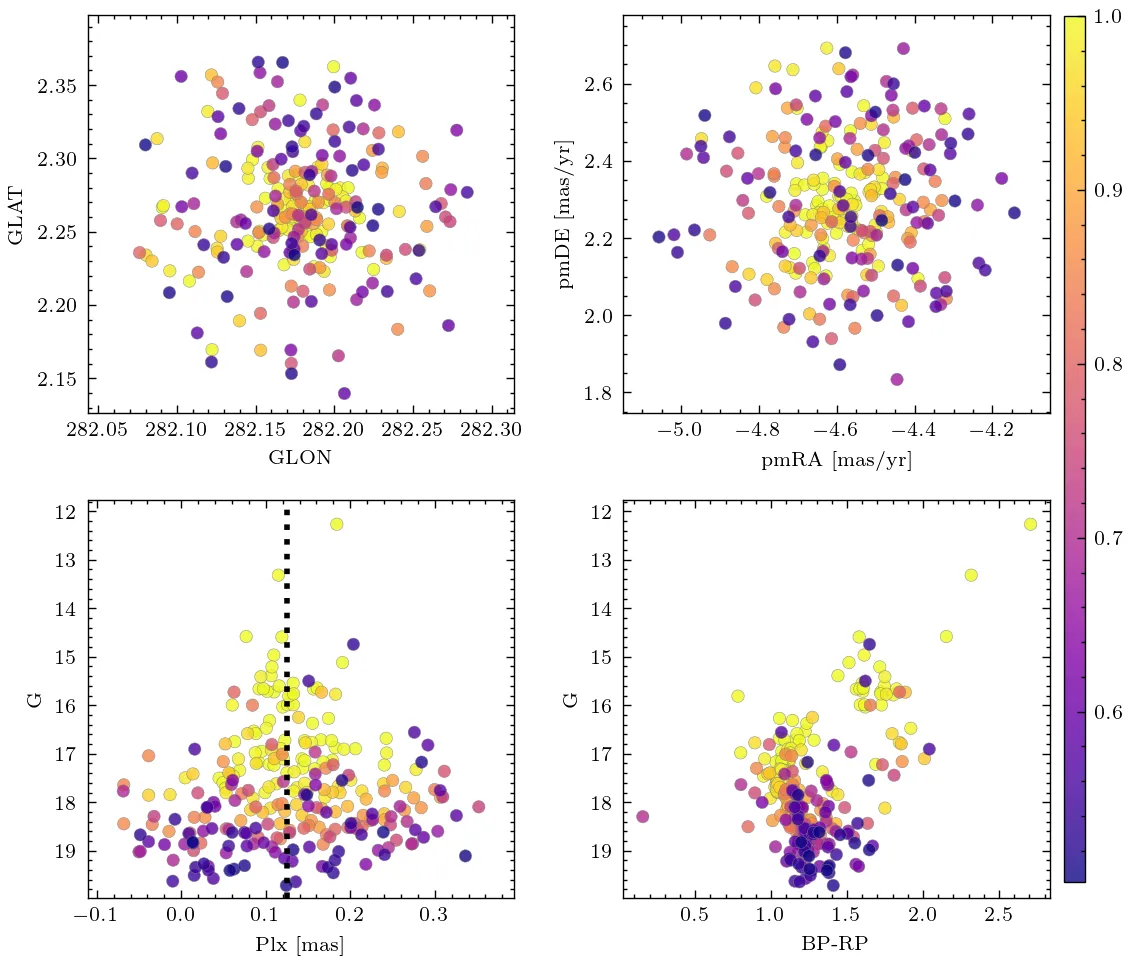 2.35
2.30
2.25
2.20
2.15
GLAT
282.05 282.10 282.15 282.20 282.25 282.30
GLON
2.6
2.4
2.2
2.0
1.8
pmDE [mas/yr]
−5.0 −4.8 −4.6 −4.4 −4.2
pmRA [mas/yr]
1.0
0.9
0.8
0.7
0.6
12
13
14
15
16
17
18
19
G
−0.1 0.0 0.1 0.2 0.3
Plx [mas]
12
13
14
15
16
17
18
19
G
0.5 1.0 1.5 2.0 2.5
BP-RP